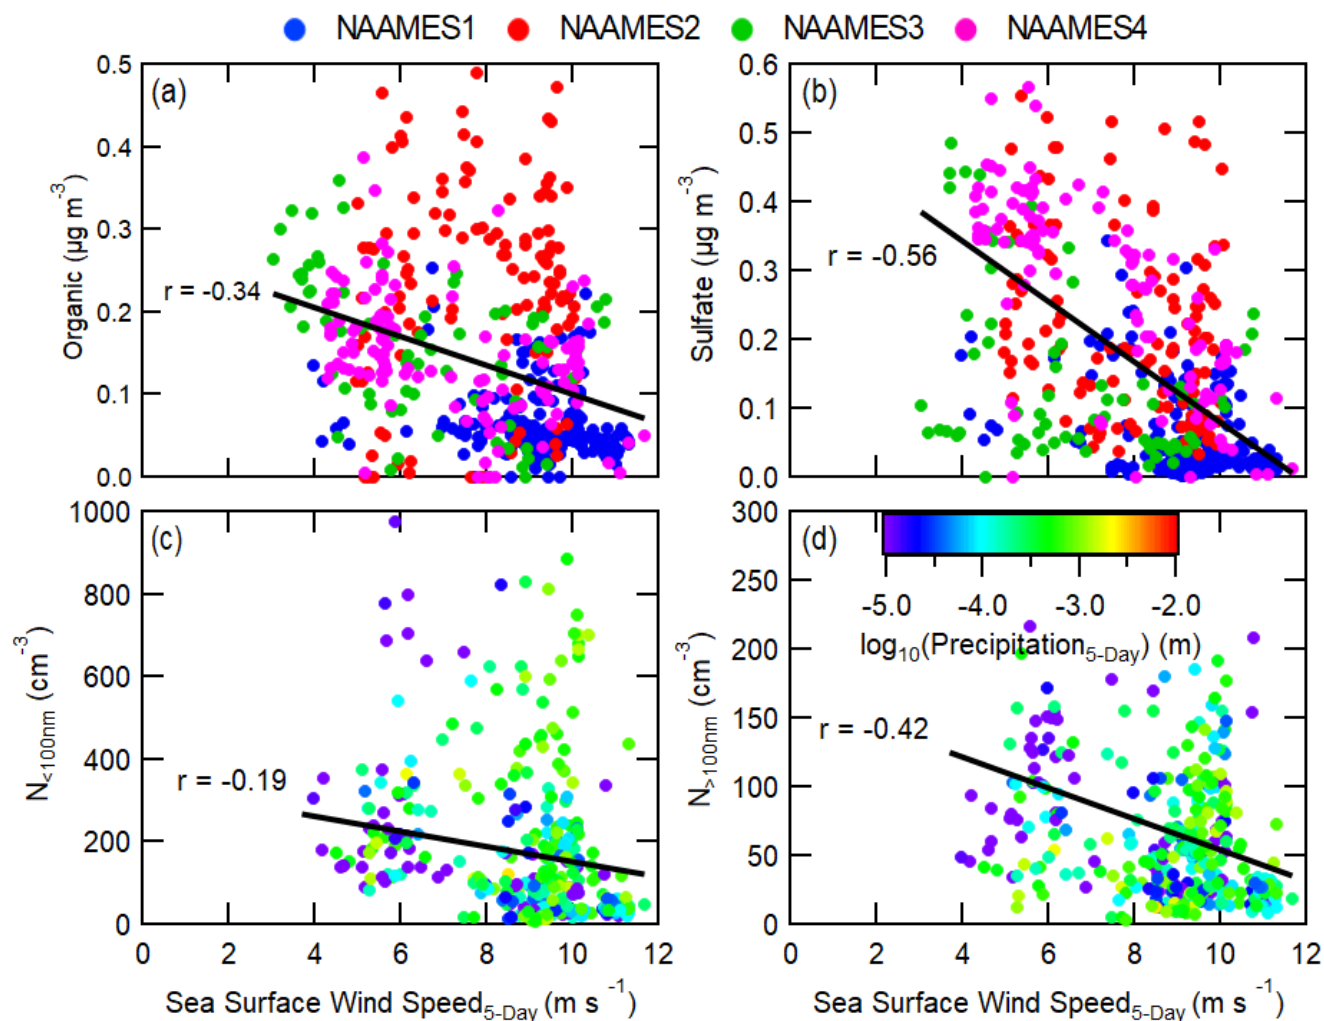 NAAMES1 NAAMES2 NAAMES3 NAAMES4
(a)
0.5
0.4
0.3
0.2
0.1
0.0
Organic (µg m⁻³)
r = -0.34
(b)
0.6
0.5
0.4
0.3
0.2
0.1
0.0
Sulfate (µg m⁻³)
r = -0.56
(c)
1000
800
600
400
200
0
N<100nm (cm⁻³)
r = -0.19
0 2 4 6 8 10 12
Sea Surface Wind Speed5-Day (m s⁻¹)
(d)
300
250
200
150
100
50
0
N>100nm (cm⁻³)
-5.0 -4.0 -3.0 -2.0
log10(Precipitation5-Day) (m)
r = -0.42
0 2 4 6 8 10 12
Sea Surface Wind Speed5-Day (m s⁻¹)